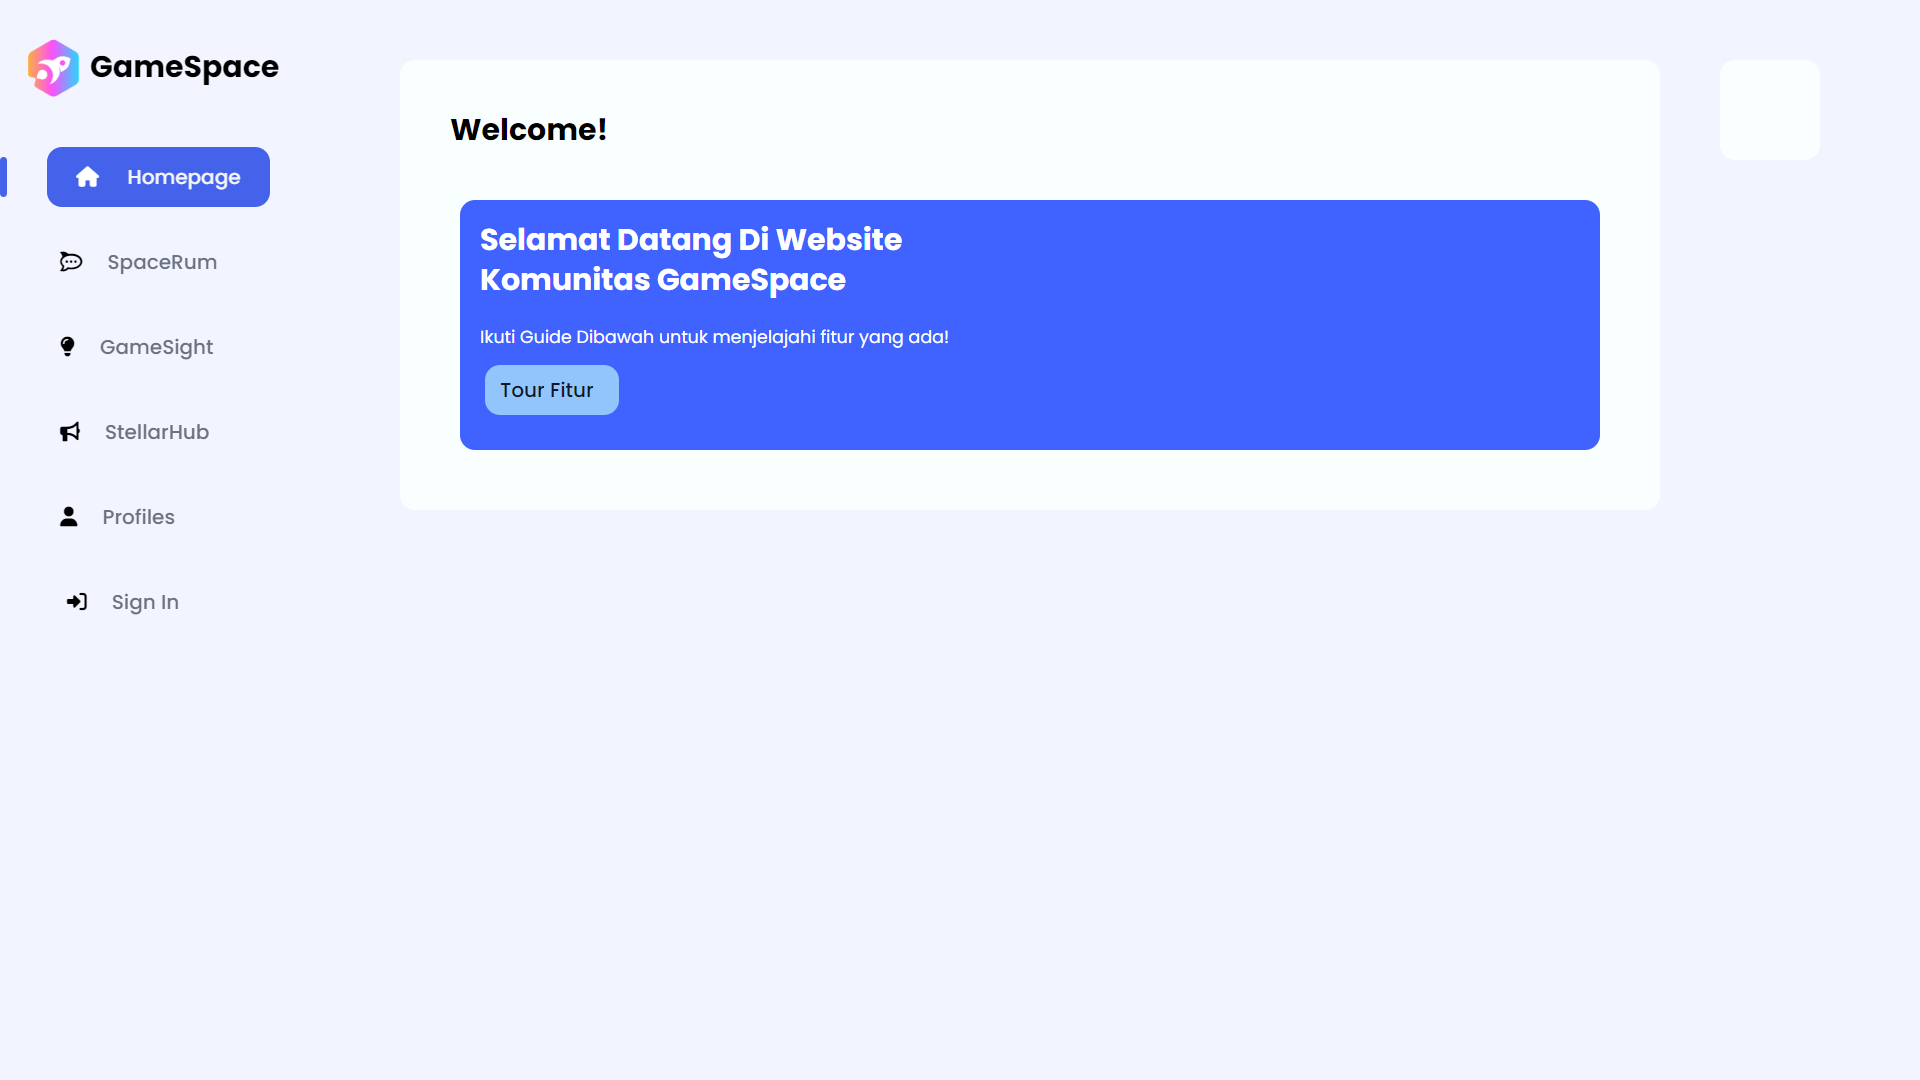 GameSpace
Homepage
SpaceRum
GameSight
StellarHub
Profiles
Sign In
Welcome!
Selamat Datang Di Website
Komunitas GameSpace
Ikuti Guide Dibawah untuk menjelajahi fitur yang ada!
Tour Fitur